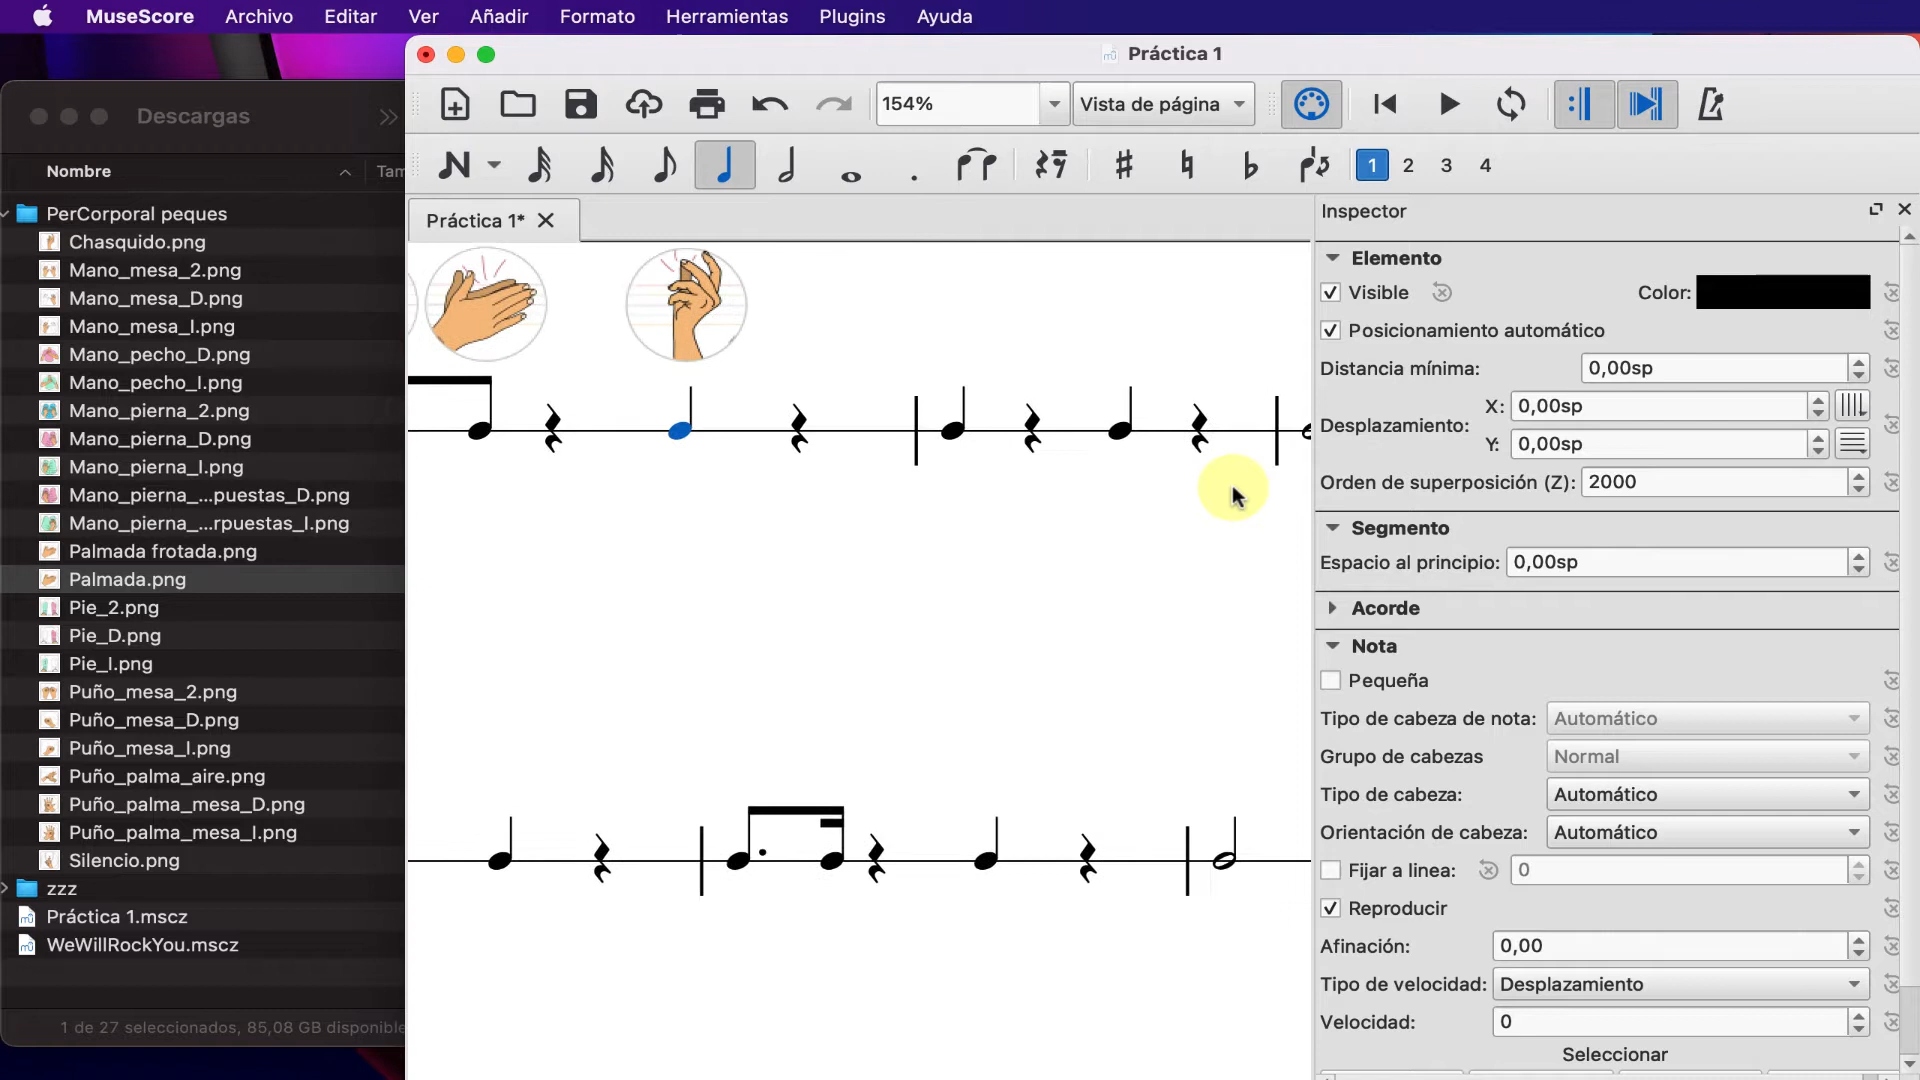 MuseScore Archivo Editar Ver Añadir Formato Herramientas Plugins Ayuda
Práctica 1
Descargas
154%
Vista de página
1 2 3 4
Nombre
Tam
PerCorporal peques
Chasquido.png
Mano_mesa_2.png
Mano_mesa_D.png
Mano_mesa_I.png
Mano_pecho_D.png
Mano_pecho_I.png
Mano_pierna_2.png
Mano_pierna_D.png
Mano_pierna_I.png
Mano_pierna_...puestas_D.png
Mano_pierna_...rpuestas_I.png
Palmada frotada.png
Palmada.png
Pie_2.png
Pie_D.png
Pie_I.png
Puño_mesa_2.png
Puño_mesa_D.png
Puño_mesa_I.png
Puño_palma_aire.png
Puño_palma_mesa_D.png
Puño_palma_mesa_I.png
Silencio.png
zzz
Práctica 1.mscz
WeWillRockYou.mscz
1 de 27 seleccionados, 85,08 GB disponible
Práctica 1*
Inspector
Elemento
Visible
Color:
Posicionamiento automático
Distancia mínima: 0,00sp
Desplazamiento:
X: 0,00sp
Y: 0,00sp
Orden de superposición (Z): 2000
Segmento
Espacio al principio: 0,00sp
Acorde
Nota
Pequeña
Tipo de cabeza de nota: Automático
Grupo de cabezas Normal
Tipo de cabeza: Automático
Orientación de cabeza: Automático
Fijar a linea: 0
Reproducir
Afinación: 0,00
Tipo de velocidad: Desplazamiento
Velocidad: 0
Seleccionar